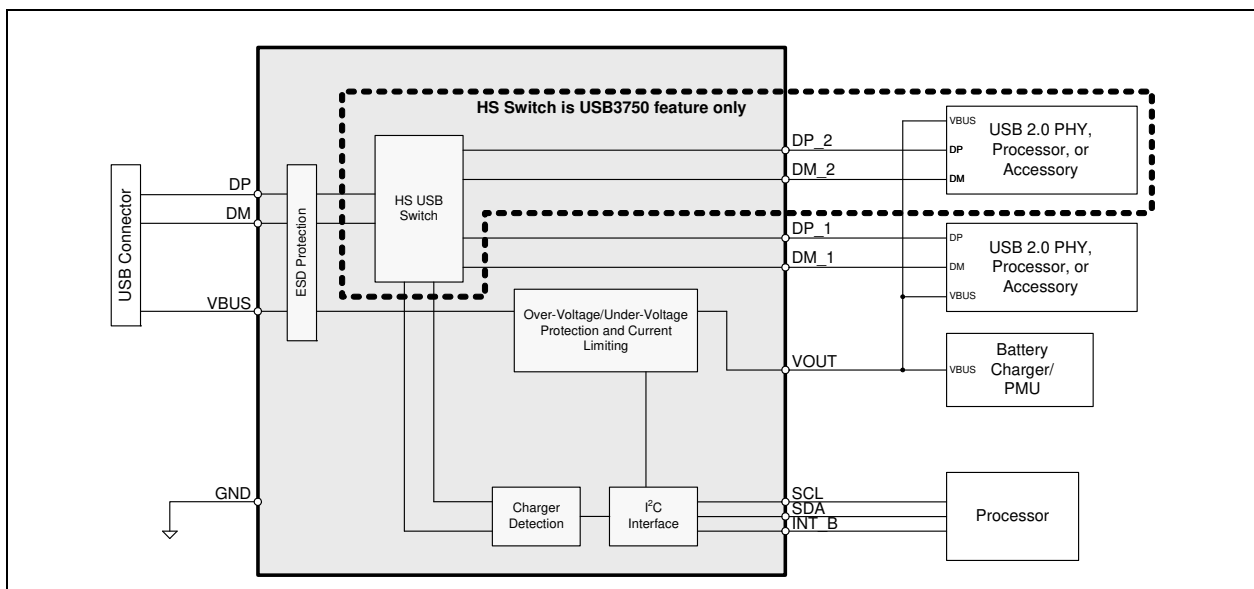 HS Switch is USB3750 feature only
USB Connector
DP
DM
VBUS
GND
ESD Protection
HS USB
Switch
DP_2
DM_2
DP_1
DM_1
VBUS
DP
DM
USB 2.0 PHY,
Processor, or
Accessory
DP
DM
VBUS
USB 2.0 PHY,
Processor, or
Accessory
Over-Voltage/Under-Voltage
Protection and Current
Limiting
VOUT
VBUS
Battery
Charger/
PMU
Charger
Detection
I²C
Interface
SCL
SDA
INT_B
Processor